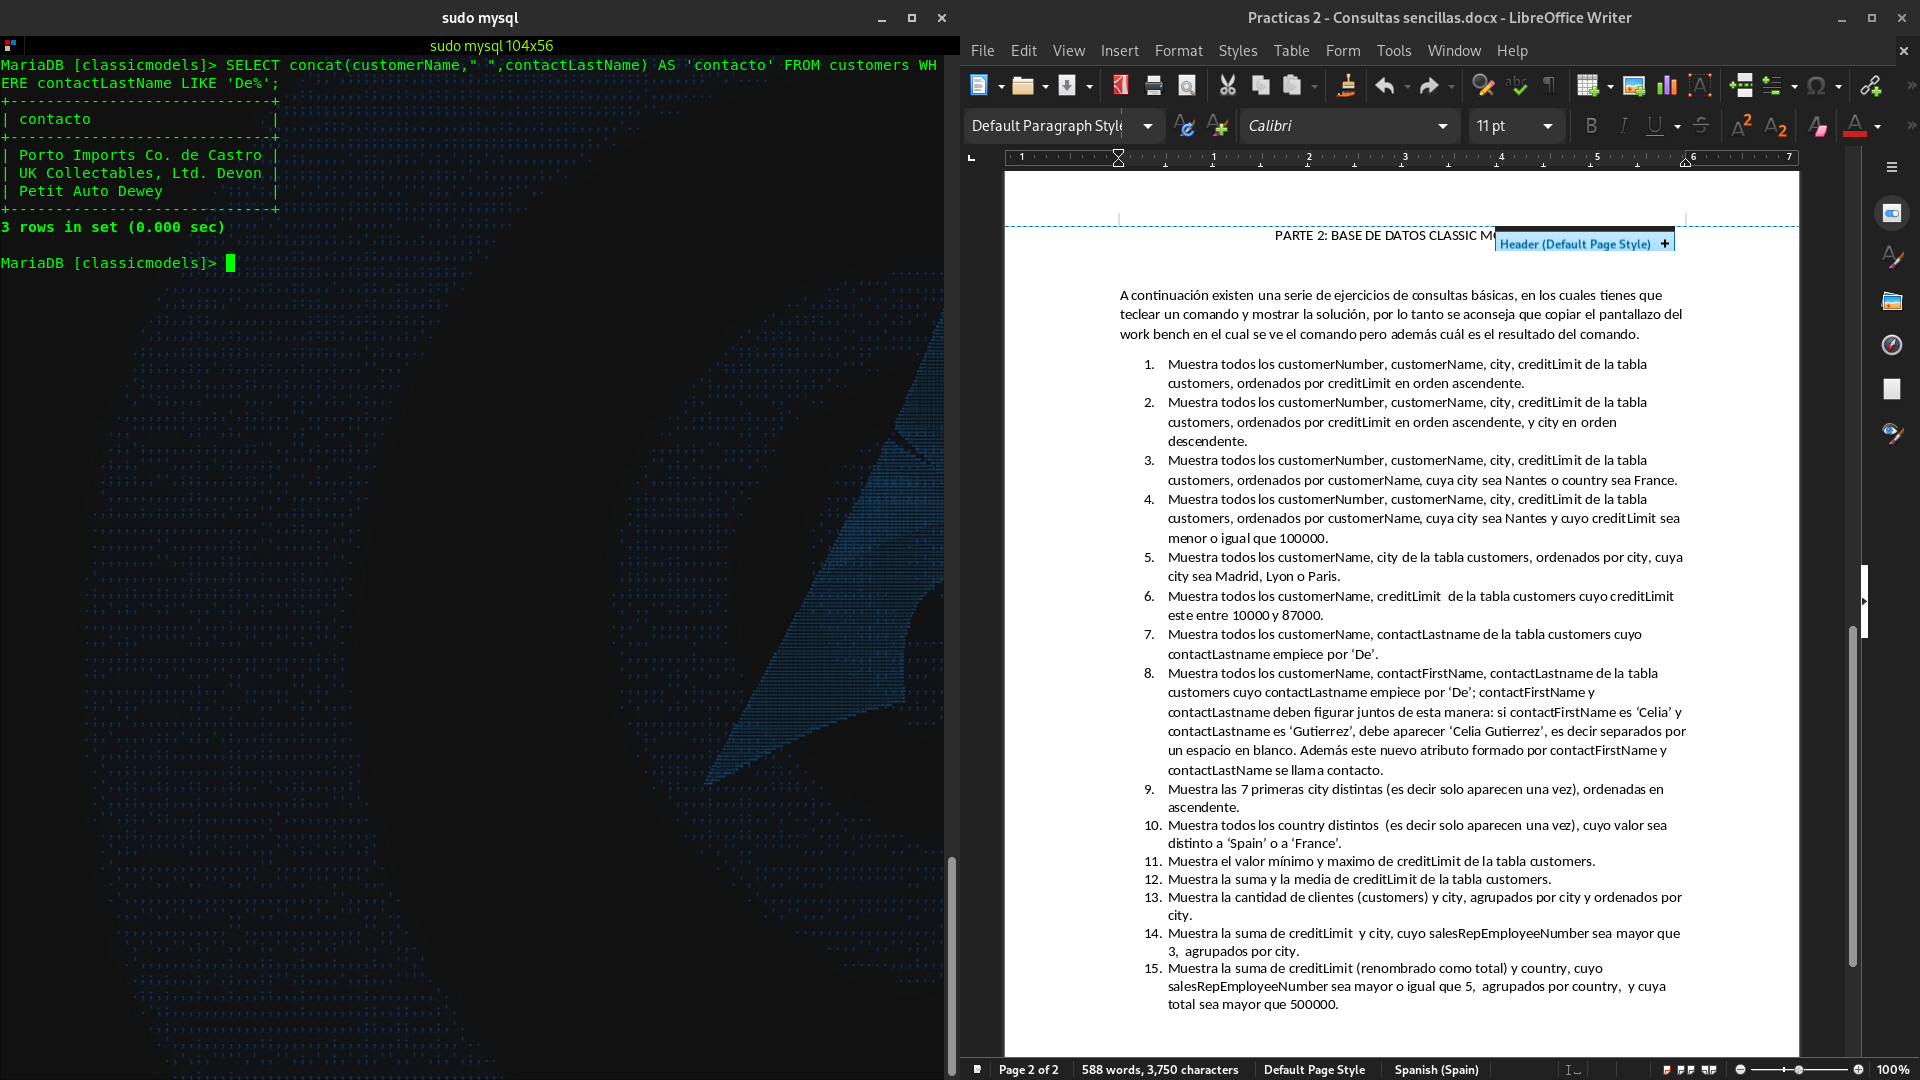 sudo mysql
sudo mysql 104x56
MariaDB [classicmodels]> SELECT concat(customerName," ",contactLastName) AS 'contacto' FROM customers WH
ERE contactLastName LIKE 'De%';
+-----------------------------+
| contacto                    |
+-----------------------------+
| Porto Imports Co. de Castro |
| UK Collectables, Ltd. Devon |
| Petit Auto Dewey            |
+-----------------------------+
3 rows in set (0.000 sec)
MariaDB [classicmodels]>
Practicas 2 - Consultas sencillas.docx - LibreOffice Writer
File Edit View Insert Format Styles Table Form Tools Window Help
Default Paragraph Style Calibri 11 pt
1 1 2 3 4 5 6 7
PARTE 2: BASE DE DATOS CLASSIC
Header (Default Page Style) +
A continuación existen una serie de ejercicios de consultas básicas, en los cuales tienes que
teclear un comando y mostrar la solución, por lo tanto se aconseja que copiar el pantallazo del
work bench en el cual se ve el comando pero además cuál es el resultado del comando.
1. Muestra todos los customerNumber, customerName, city, creditLimit de la tabla
customers, ordenados por creditLimit en orden ascendente.
2. Muestra todos los customerNumber, customerName, city, creditLimit de la tabla
customers, ordenados por creditLimit en orden ascendente, y city en orden
descendente.
3. Muestra todos los customerNumber, customerName, city, creditLimit de la tabla
customers, ordenados por customerName, cuya city sea Nantes o country sea France.
4. Muestra todos los customerNumber, customerName, city, creditLimit de la tabla
customers, ordenados por customerName, cuya city sea Nantes y cuyo creditLimit sea
menor o igual que 100000.
5. Muestra todos los customerName, city de la tabla customers, ordenados por city, cuya
city sea Madrid, Lyon o Paris.
6. Muestra todos los customerName, creditLimit de la tabla customers cuyo creditLimit
este entre 10000 y 87000.
7. Muestra todos los customerName, contactLastname de la tabla customers cuyo
contactLastname empiece por ‘De’.
8. Muestra todos los customerName, contactFirstName, contactLastname de la tabla
customers cuyo contactLastname empiece por ‘De’; contactFirstName y
contactLastname deben figurar juntos de esta manera: si contactFirstName es ‘Celia’ y
contactLastname es ‘Gutierrez’, debe aparecer ‘Celia Gutierrez’, es decir separados por
un espacio en blanco. Además este nuevo atributo formado por contactFirstName y
contactLastName se llama contacto.
9. Muestra las 7 primeras city distintas (es decir solo aparecen una vez), ordenadas en
ascendente.
10. Muestra todos los country distintos (es decir solo aparecen una vez), cuyo valor sea
distinto a ‘Spain’ o a ‘France’.
11. Muestra el valor mínimo y maximo de creditLimit de la tabla customers.
12. Muestra la suma y la media de creditLimit de la tabla customers.
13. Muestra la cantidad de clientes (customers) y city, agrupados por city y ordenados por
city.
14. Muestra la suma de creditLimit y city, cuyo salesRepEmployeeNumber sea mayor que
3, agrupados por city.
15. Muestra la suma de creditLimit (renombrado como total) y country, cuyo
salesRepEmployeeNumber sea mayor o igual que 5, agrupados por country, y cuya
total sea mayor que 500000.
Page 2 of 2 588 words, 3,750 characters Default Page Style Spanish (Spain) 100%